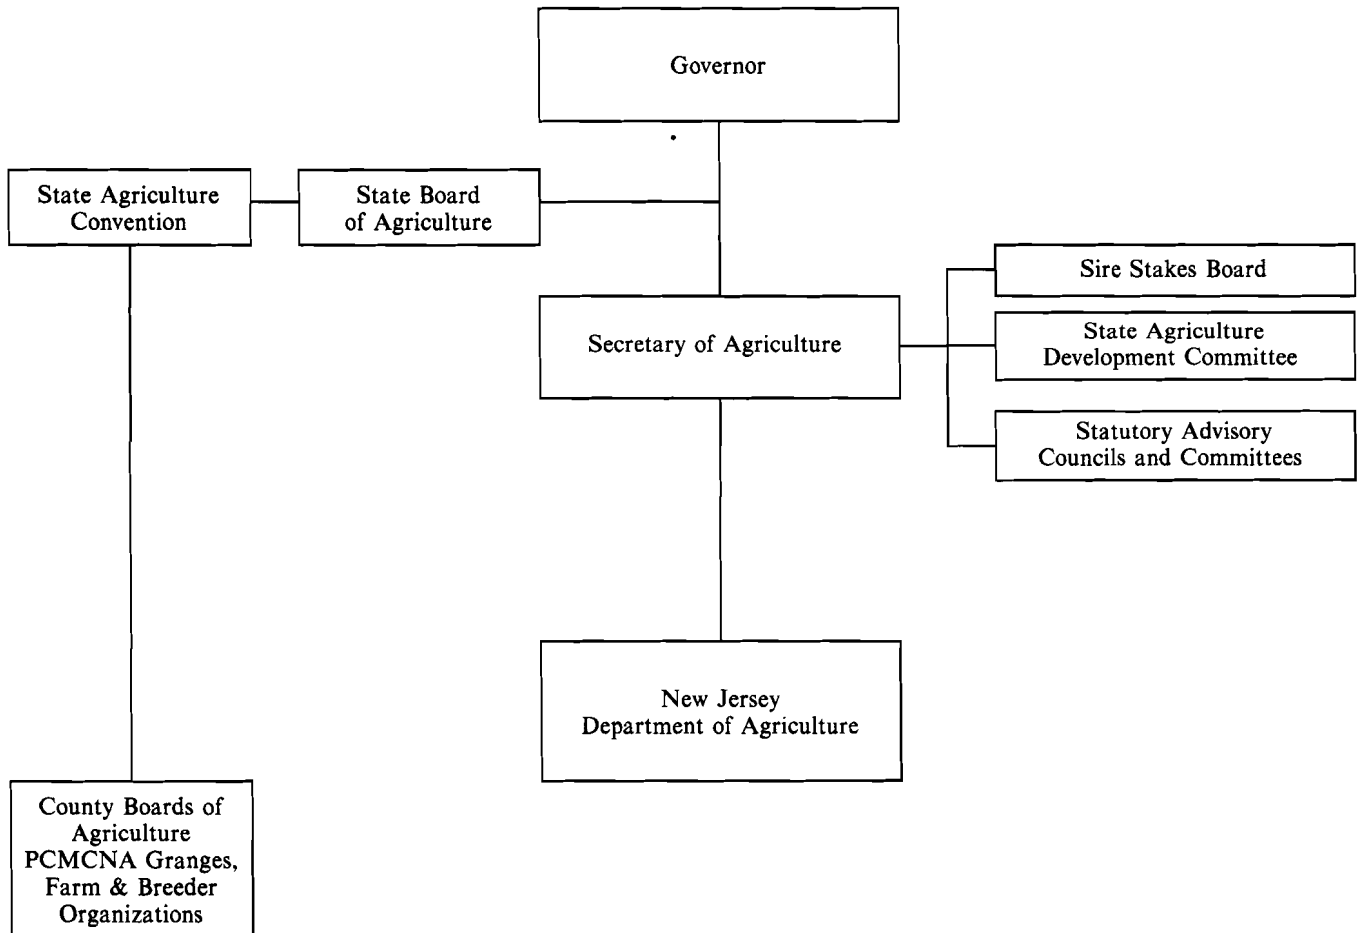 Governor
State Agriculture
Convention
State Board
of Agriculture
Sire Stakes Board
Secretary of Agriculture
State Agriculture
Development Committee
Statutory Advisory
Councils and Committees
New Jersey
Department of Agriculture
County Boards of
Agriculture
PCMCNA Granges,
Farm & Breeder
Organizations